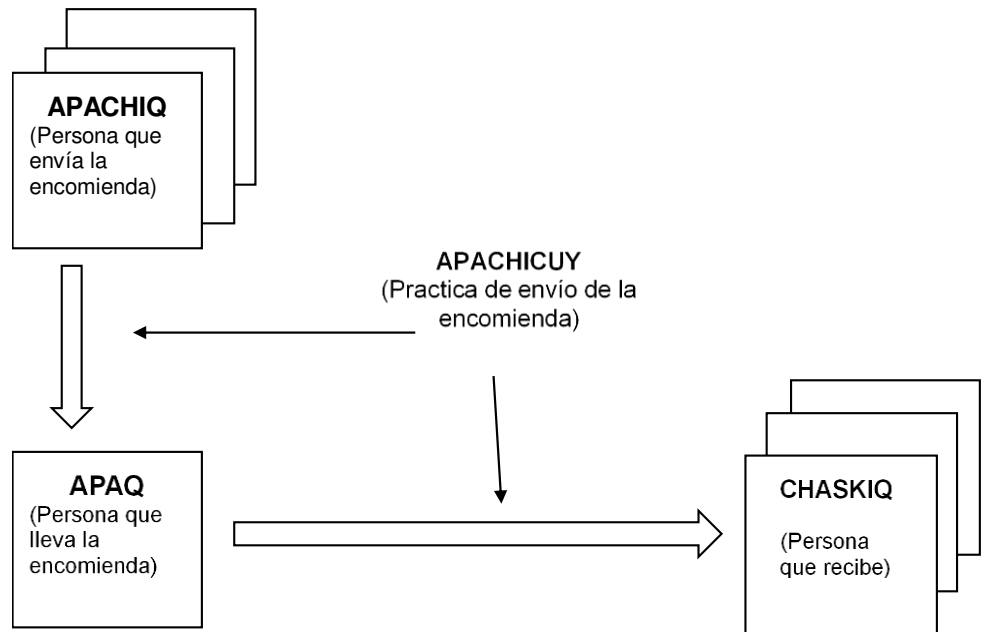 APACHIQ
(Persona que
envía la
encomienda)
APACHICUY
(Practica de envío de la
encomienda)
APAQ
(Persona que
lleva la
encomienda)
CHASKIQ
(Persona
que recibe)